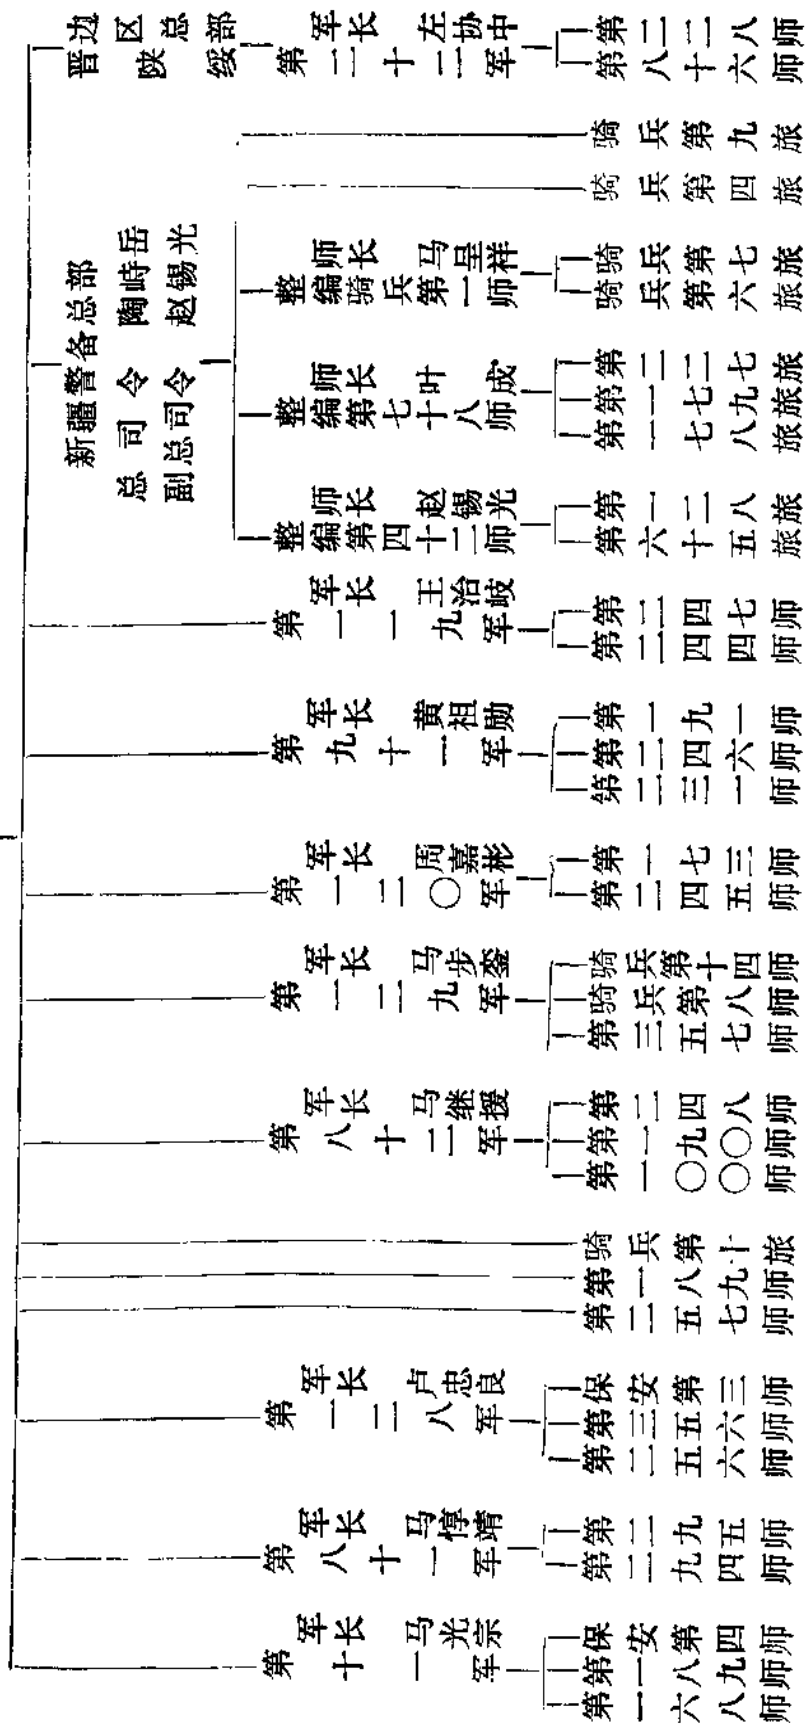 第十一军
军长 马光宗
第一六八师
第一八九师
保安第四师
第八十一军
军长 马惇靖
第二九四师
第二九五师
第一二八军
军长 卢忠良
第二五六师
第三五六师
保安第三师
第二五七师
第一八九师
骑兵第十旅
第八十二军
军长 马继援
第一〇〇师
第一九〇师
第二四八师
第一二九军
军长 马步銮
第三五七师
骑兵第八师
骑兵第十四师
第一二〇军
军长 周嘉彬
第二四五师
第一七三师
第九十一军
军长 黄祖勋
第二三一师
第二四六师
第一九一师
第一一九军
军长 王治岐
第二四四师
第二四七师
新疆警备总部
总司令 陶峙岳
副总司令 赵锡光
整编第四十二师
师长 赵锡光
第六十五旅
第一二八旅
整编第七十八师
师长 叶成
第一七八旅
第一七九旅
第二二七旅
整编骑兵第一师
师长 马呈祥
骑兵第六旅
骑兵第七旅
骑兵第四旅
骑兵第九旅
晋陕绥
边区总部
第二十二军
军长 左协中
第八十六师
第二二八师